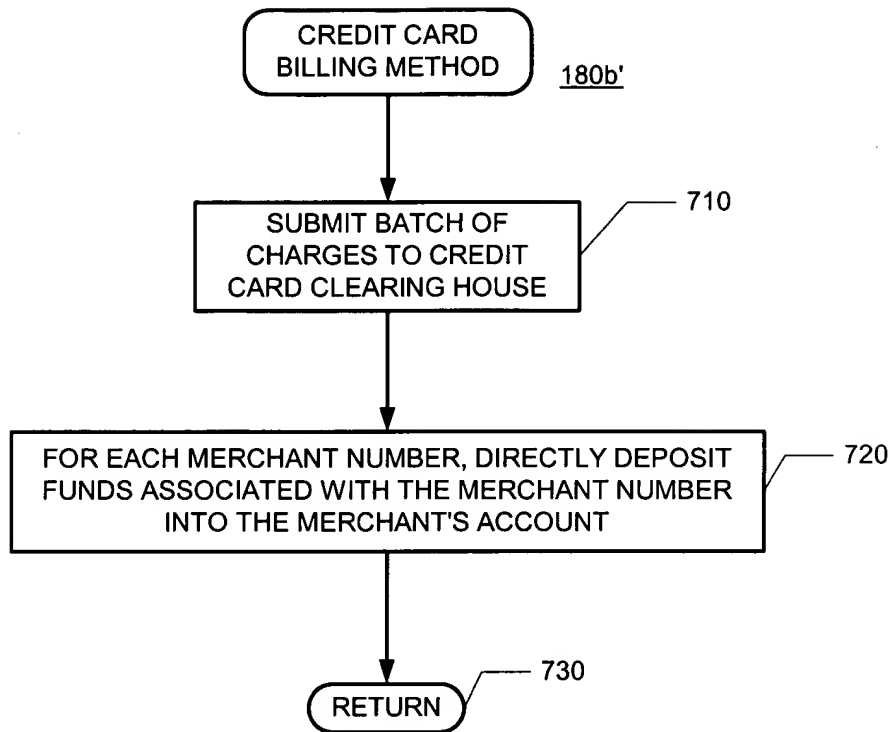 CREDIT CARD
BILLING METHOD
180b'
710
SUBMIT BATCH OF
CHARGES TO CREDIT
CARD CLEARING HOUSE
720
FOR EACH MERCHANT NUMBER, DIRECTLY DEPOSIT
FUNDS ASSOCIATED WITH THE MERCHANT NUMBER
INTO THE MERCHANT'S ACCOUNT
730
RETURN